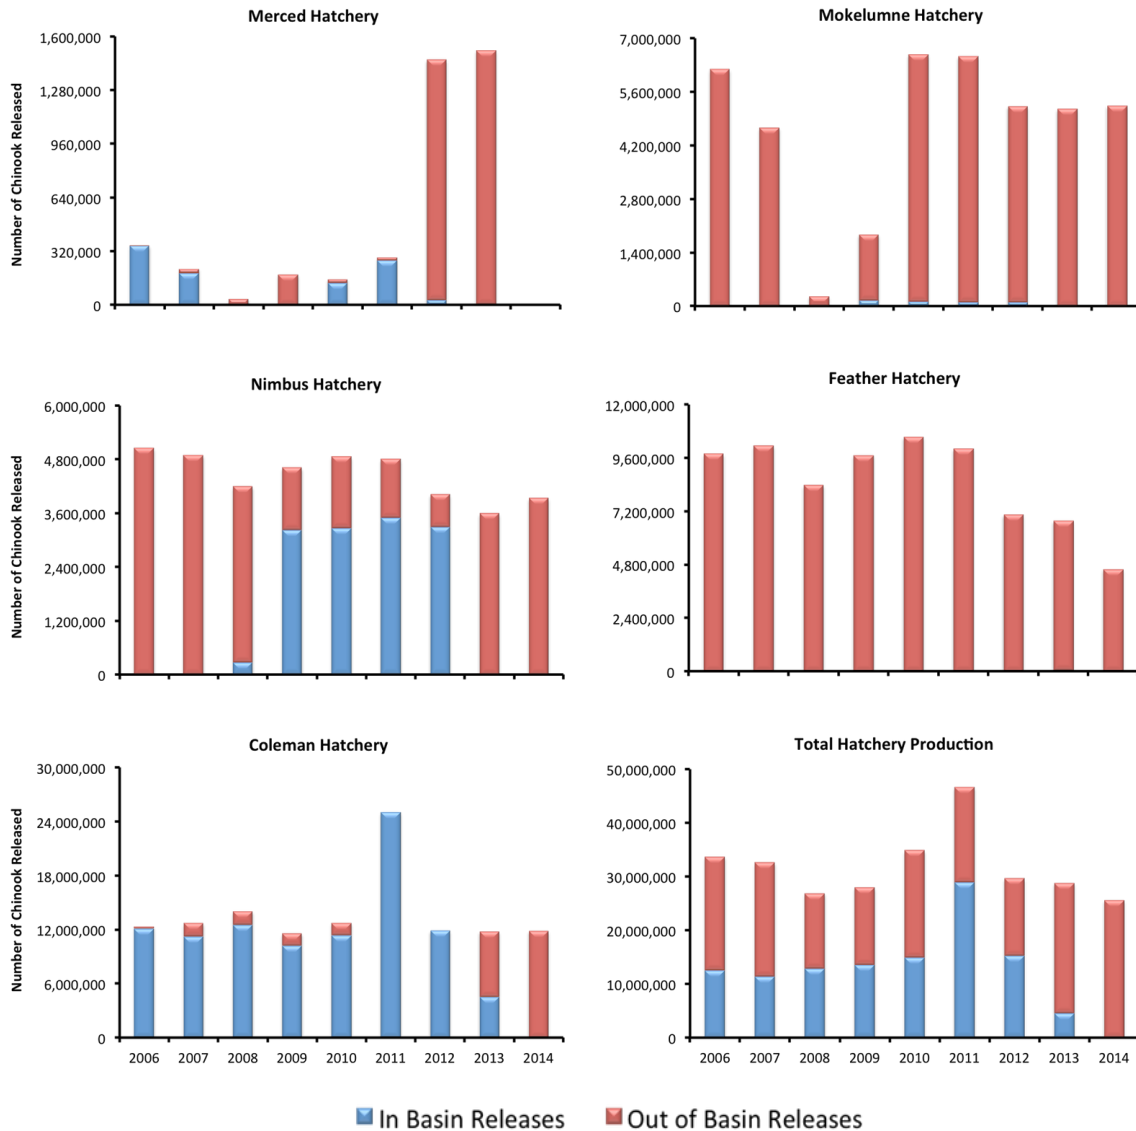 Merced Hatchery
Number of Chinook Released
1,600,000
1,280,000
960,000
640,000
320,000
0
Mokelumne Hatchery
7,000,000
5,600,000
4,200,000
2,800,000
1,400,000
0
Nimbus Hatchery
Number of Chinook Released
6,000,000
4,800,000
3,600,000
2,400,000
1,200,000
0
Feather Hatchery
12,000,000
9,600,000
7,200,000
4,800,000
2,400,000
0
Coleman Hatchery
Number of Chinook Released
30,000,000
24,000,000
18,000,000
12,000,000
6,000,000
0
2006 2007 2008 2009 2010 2011 2012 2013 2014
Total Hatchery Production
50,000,000
40,000,000
30,000,000
20,000,000
10,000,000
0
2006 2007 2008 2009 2010 2011 2012 2013 2014
In Basin Releases
Out of Basin Releases